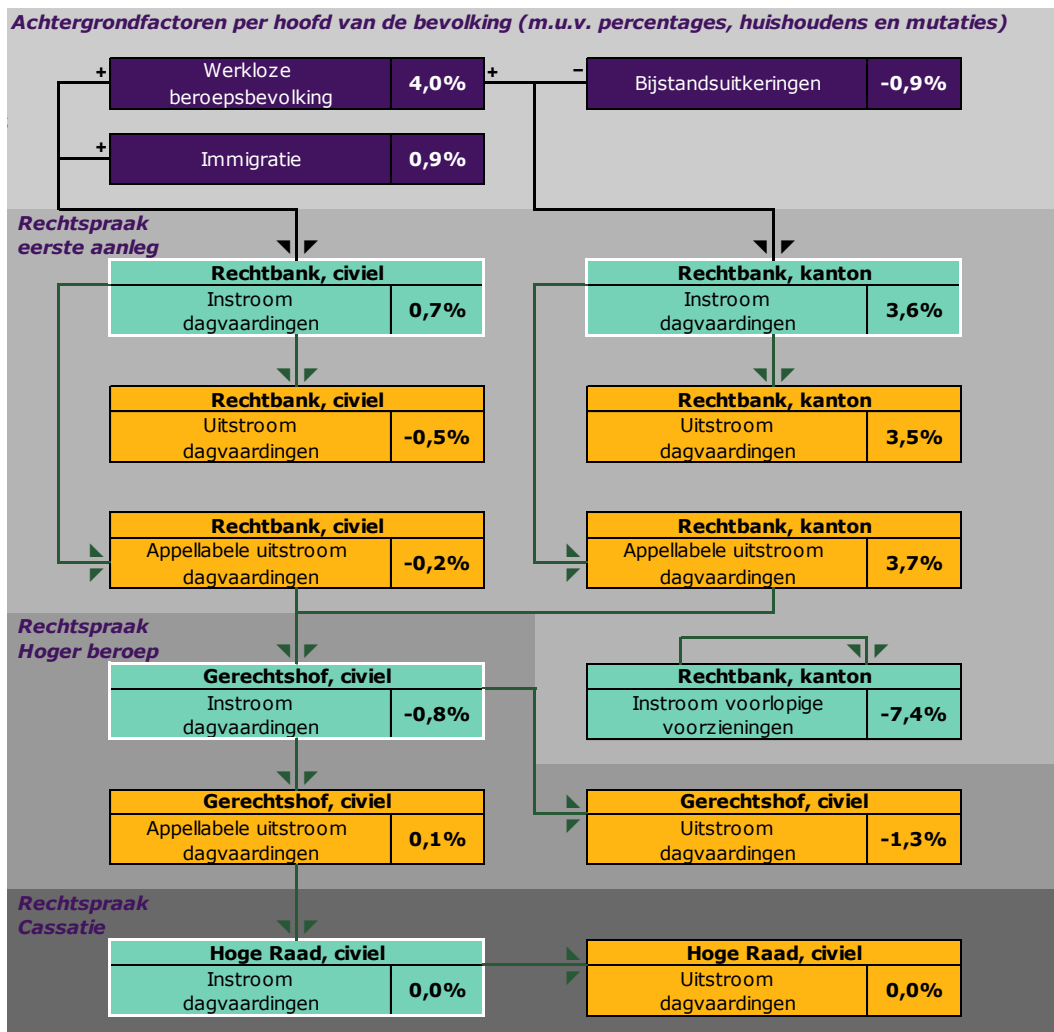 Achtergrondfactoren per hoofd van de bevolking (m.u.v. percentages, huishoudens en mutaties)
+
Werkloze
beroepsbevolking
4,0%
+
−
Bijstandsuitkeringen
-0,9%
+
Immigratie
0,9%
Rechtspraak
eerste aanleg
Rechtbank, civiel
Instroom
dagvaardingen
0,7%
Rechtbank, kanton
Instroom
dagvaardingen
3,6%
Rechtbank, civiel
Uitstroom
dagvaardingen
-0,5%
Rechtbank, kanton
Uitstroom
dagvaardingen
3,5%
Rechtbank, civiel
Appellabele uitstroom
dagvaardingen
-0,2%
Rechtbank, kanton
Appellabele uitstroom
dagvaardingen
3,7%
Rechtspraak
Hoger beroep
Gerechtshof, civiel
Instroom
dagvaardingen
-0,8%
Rechtbank, kanton
Instroom voorlopige
voorzieningen
-7,4%
Gerechtshof, civiel
Appellabele uitstroom
dagvaardingen
0,1%
Gerechtshof, civiel
Uitstroom
dagvaardingen
-1,3%
Rechtspraak
Cassatie
Hoge Raad, civiel
Instroom
dagvaardingen
0,0%
Hoge Raad, civiel
Uitstroom
dagvaardingen
0,0%